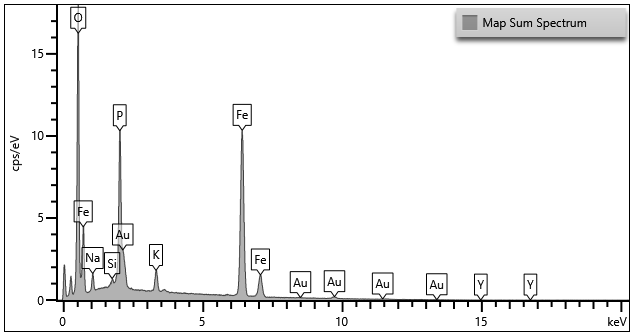 Map Sum Spectrum
O
P
Fe
Fe
Au
Na
Si
K
Fe
Au
Au
Au
Au
Y
Y
15
10
5
0
cps/eV
0 5 10 15 keV